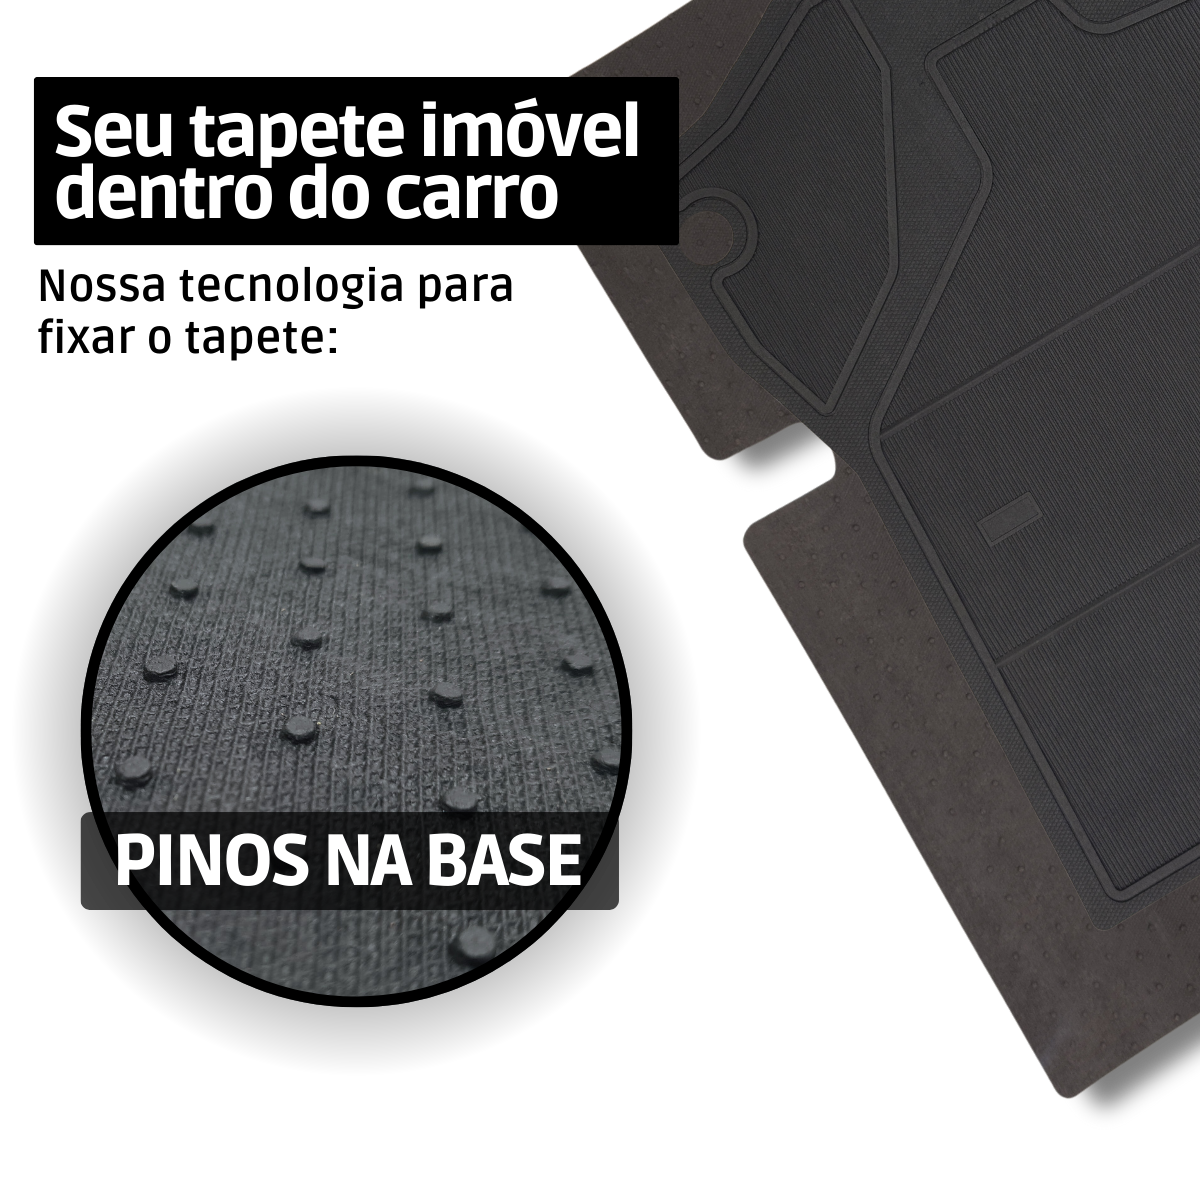 Seu tapete imóvel
dentro do carro
Nossa tecnologia para
fixar o tapete:
PINOS NA BASE